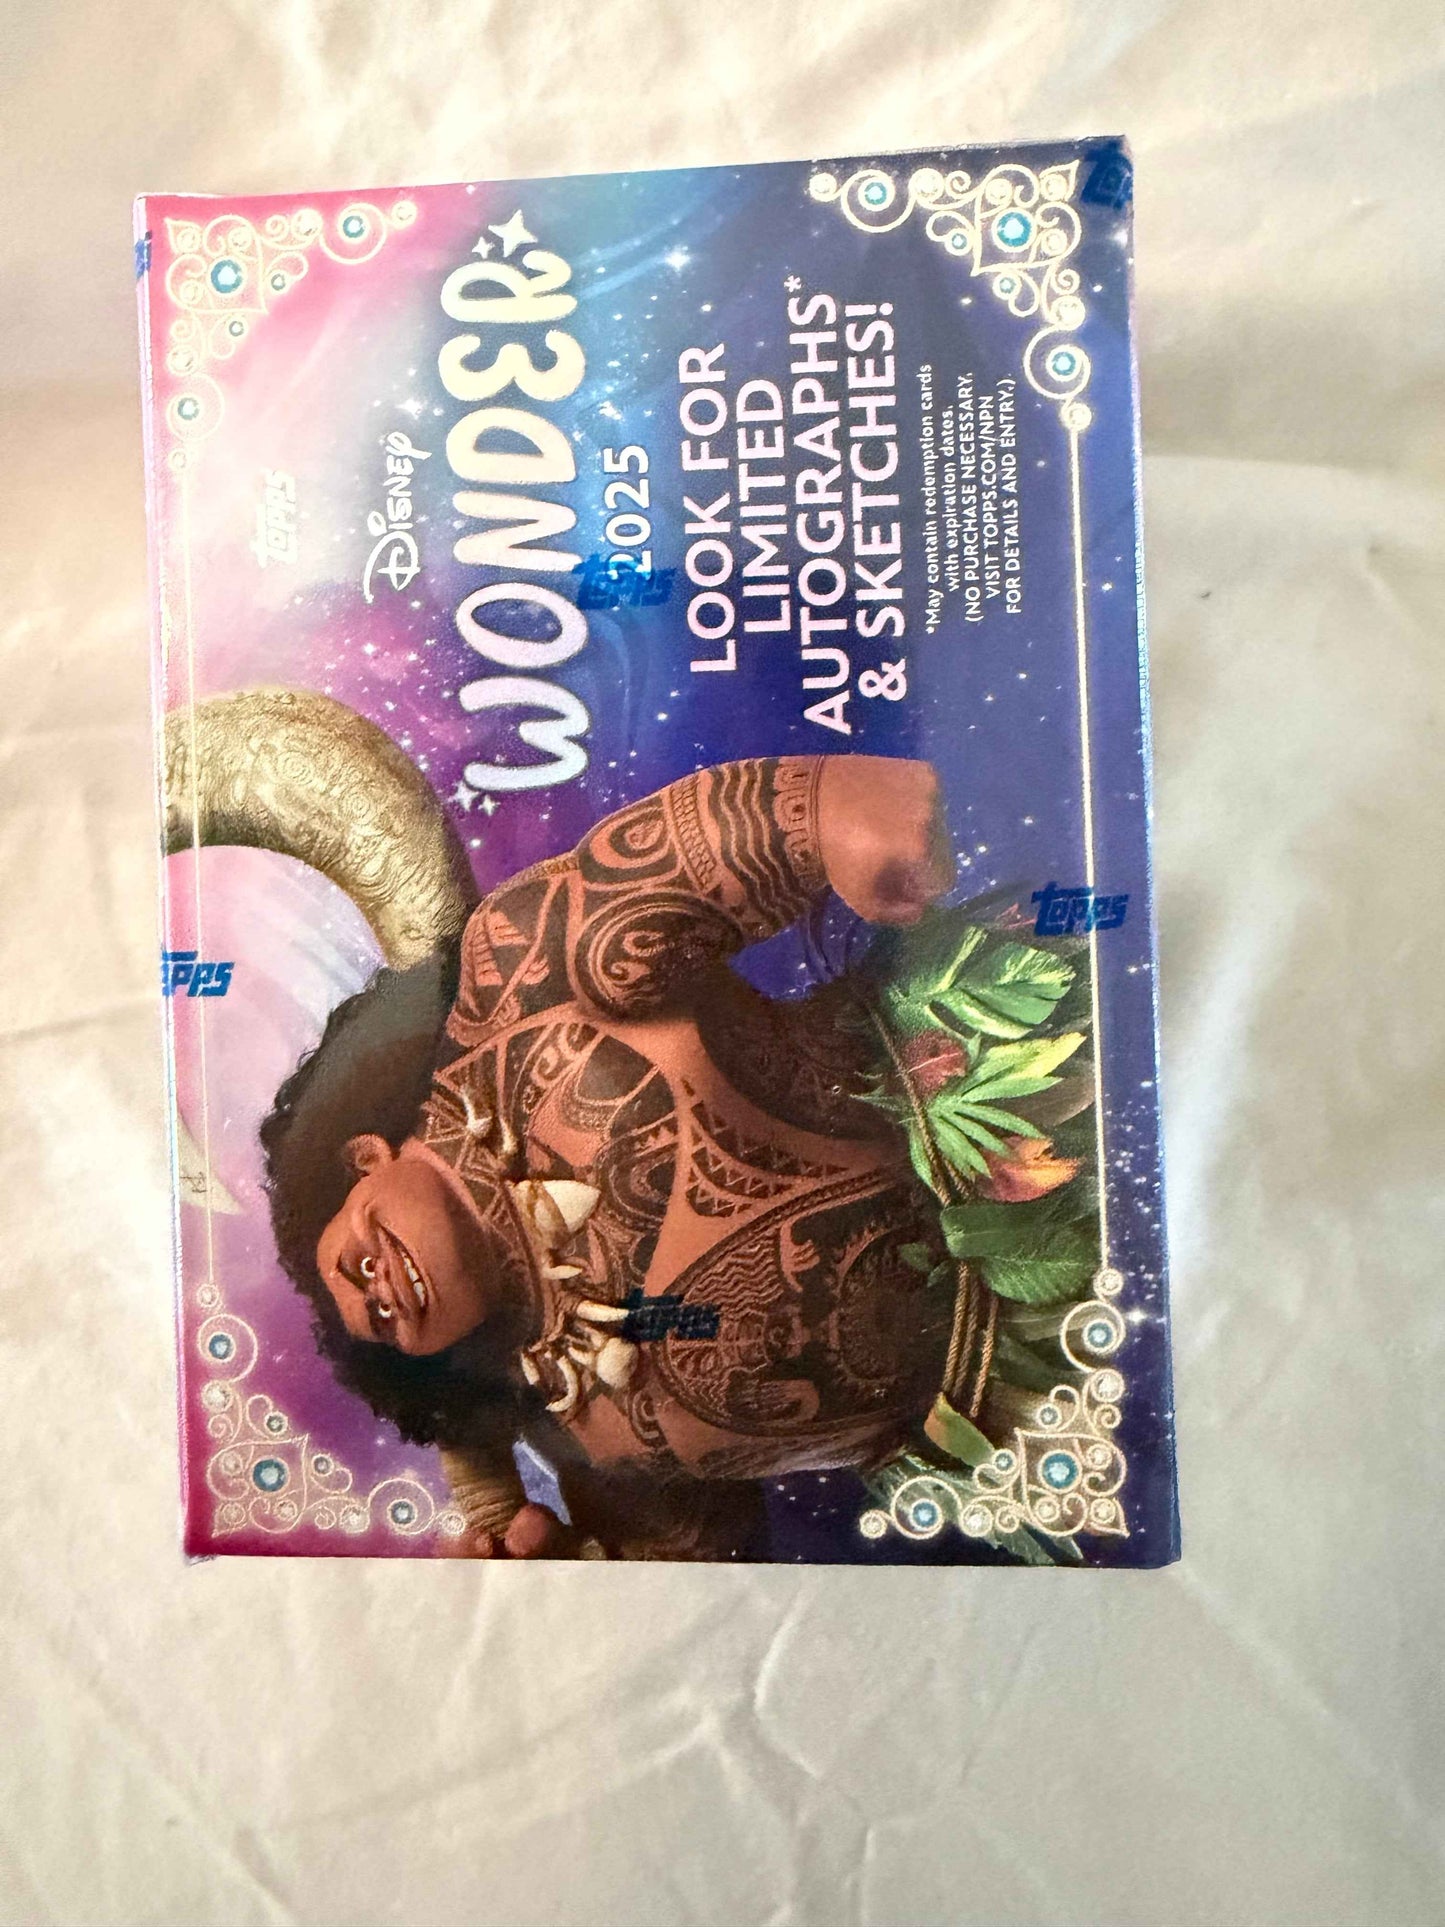 topps
Disney
WONDER
2025
LOOK FOR
LIMITED
AUTOGRAPHS*
& SKETCHES!
*May contain redemption cards
with expiration dates.
(NO PURCHASE NECESSARY.
VISIT TOPPS.COM/NPN
FOR DETAILS AND ENTRY.)
topps
topps
topps
topps